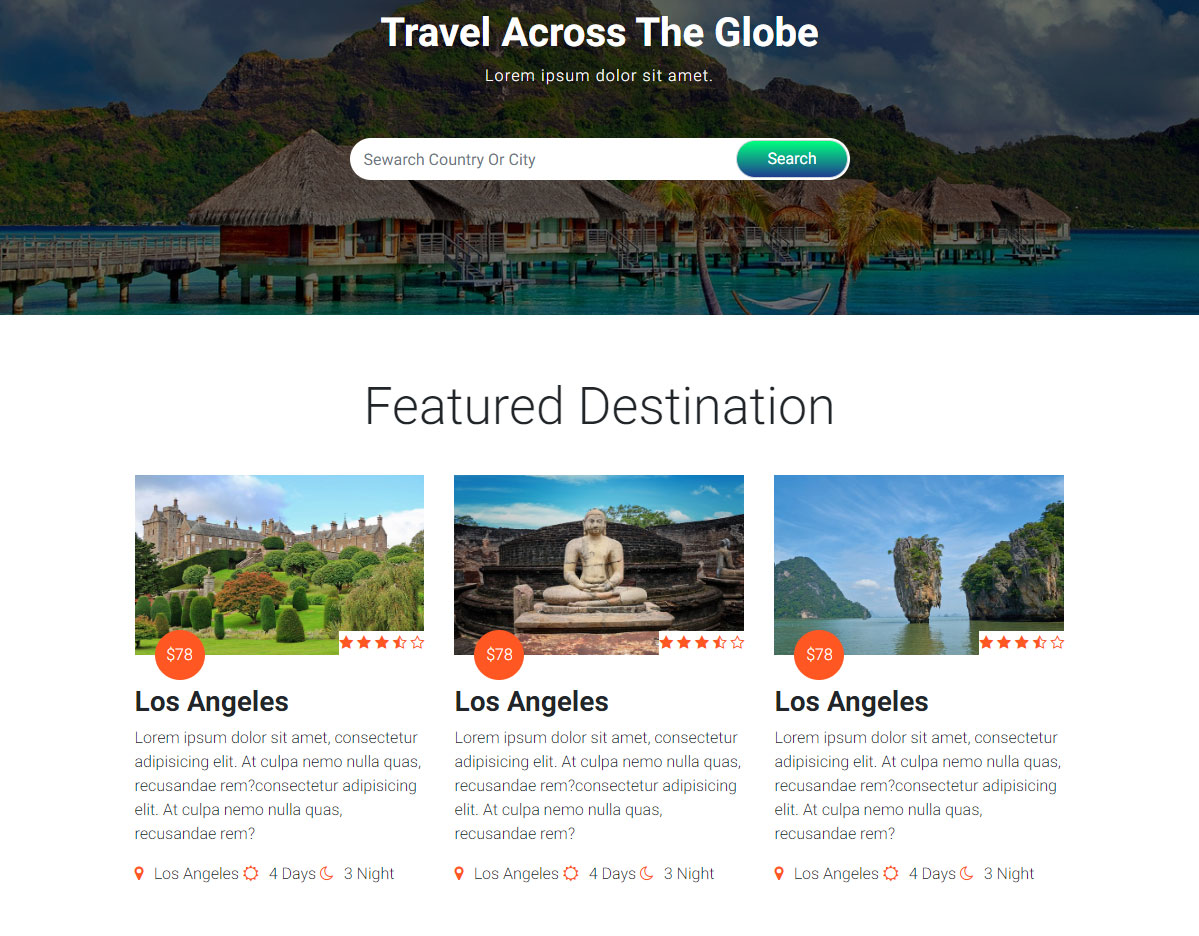 Travel Across The Globe
Lorem ipsum dolor sit amet.
Sewarch Country Or City
Search
Featured Destination
$78
Los Angeles
Lorem ipsum dolor sit amet, consectetur
adipisicing elit. At culpa nemo nulla quas,
recusandae rem?consectetur adipisicing
elit. At culpa nemo nulla quas,
recusandae rem?
Los Angeles 4 Days 3 Night
$78
Los Angeles
Lorem ipsum dolor sit amet, consectetur
adipisicing elit. At culpa nemo nulla quas,
recusandae rem?consectetur adipisicing
elit. At culpa nemo nulla quas,
recusandae rem?
Los Angeles 4 Days 3 Night
$78
Los Angeles
Lorem ipsum dolor sit amet, consectetur
adipisicing elit. At culpa nemo nulla quas,
recusandae rem?consectetur adipisicing
elit. At culpa nemo nulla quas,
recusandae rem?
Los Angeles 4 Days 3 Night